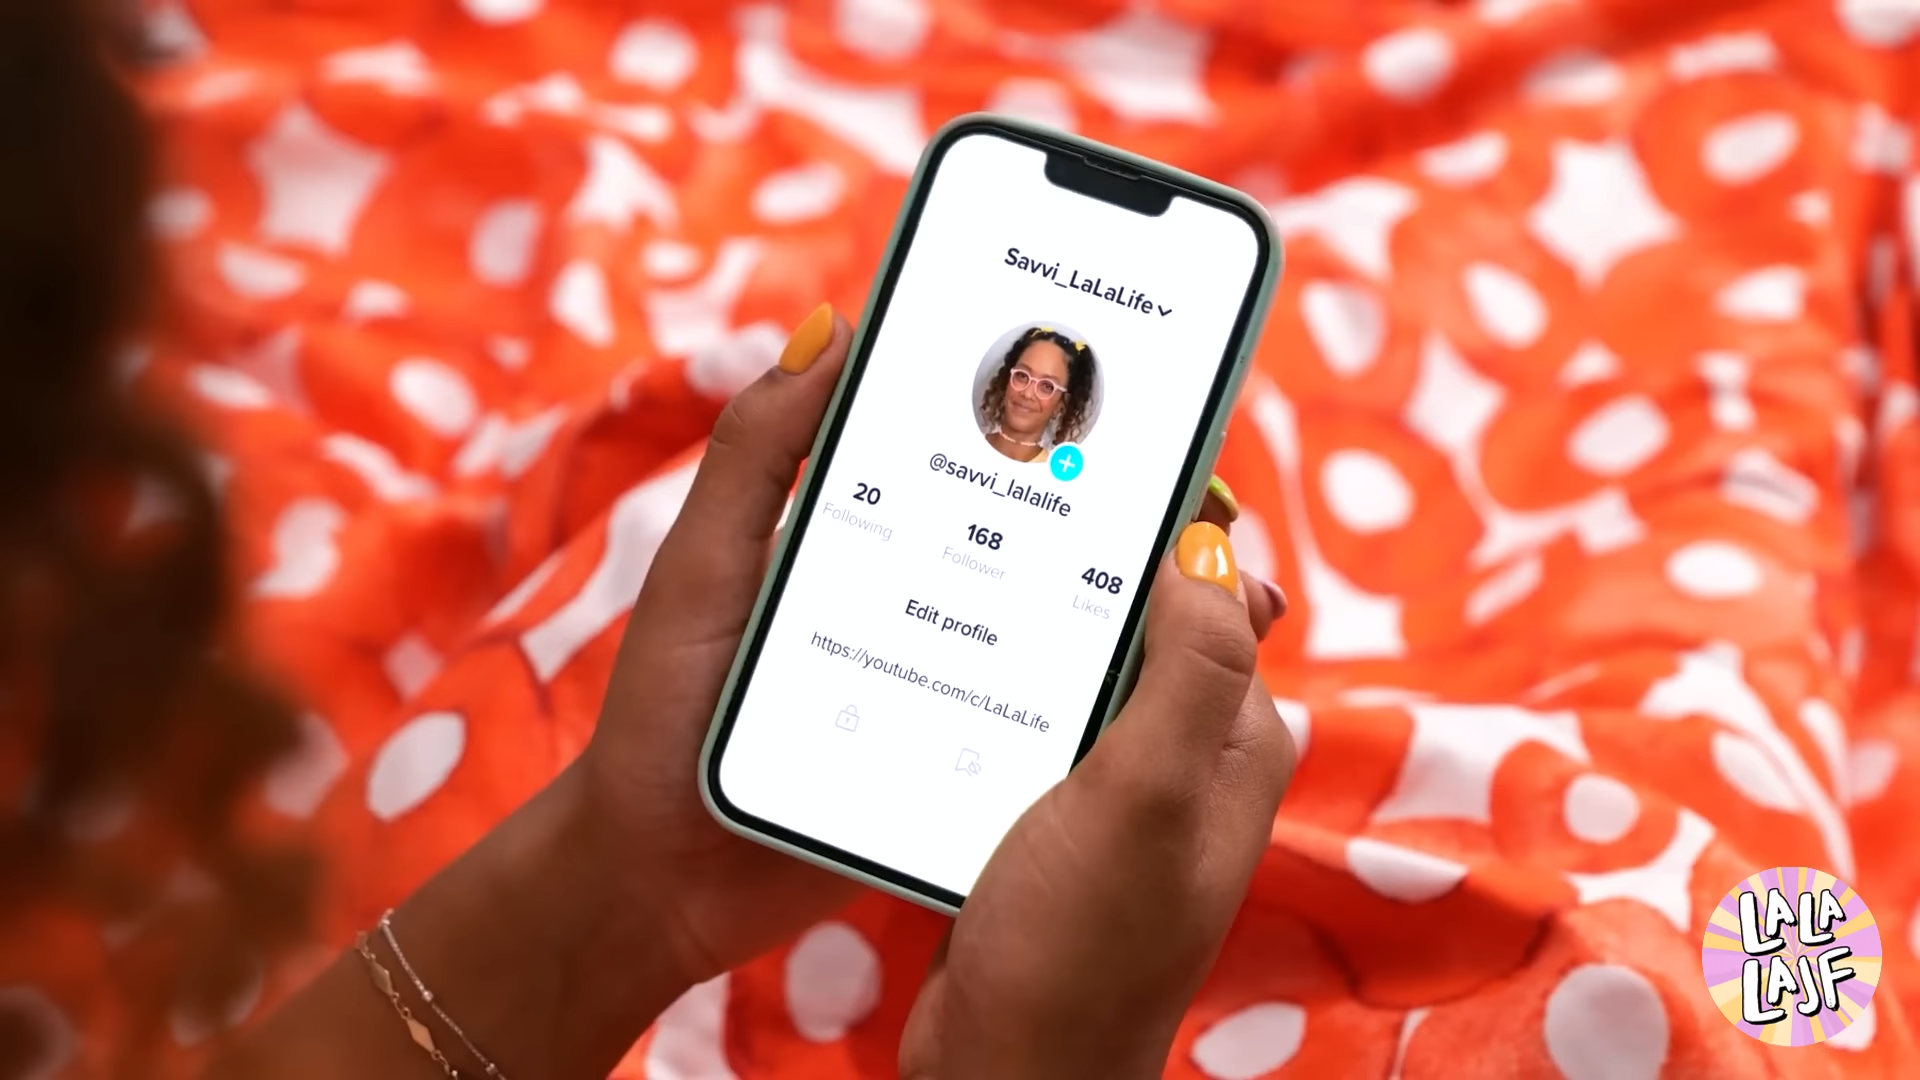 Savvi_LaLaLife
@savvi_lalalife
20
Following
168
Follower
408
Likes
Edit profile
https://youtube.com/c/LaLaLife
LALA
LAJF